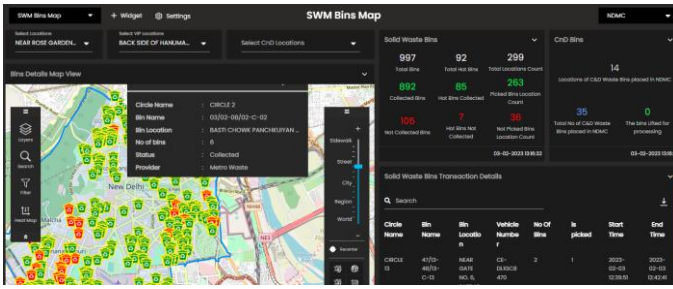 SWM Bins Map
+ Widget
Settings
SWM Bins Map
NDMC
Select Locations
NEAR ROSE GARDEN...
Select VIP Locations
BACK SIDE OF HANUMA...
Select CnD Locations
Bins Details Map View
Circle Name : CIRCLE 2
Bin Name : 03/02-08/02-C-02
Bin Location : BASTI CHOWK PANCHEIYAN ...
No of bins : 6
Status : Collected
Provider : Metro Waste
Layers
Search
Filter
Heat Map
Sidewalk
Street
City
Region
World
Recenter
New Delhi
Malcha
NE3
Solid Waste Bins
997
Total Bins
92
Total Hot Bins
299
Total Locations Count
892
Collected Bins
85
Hot Bins Collected
263
Picked Bins Location
Count
105
Not Collected Bins
7
Hot Bins Not
Collected
36
Not Picked Bins
Location Count
03-02-2023 13:16:32
CnD Bins
14
Locations of C&D Waste Bins placed in NDMC
35
Total No of C&D Waste
Bins placed in NDMC
0
The bins Lifted for
processing
03-02-2023 13:16
Solid Waste Bins Transaction Details
Search
Circle
Name
Bin
Name
Bin
Locatio
n
Vehicle
Numbe
r
No Of
Bins
is
picked
Start
Time
End
Time
CIRCLE
13
47/13-
48/13-
C-13
NEAR
GATE
NO. 6,
CE-
DL1GCB
470
2
1
2023-
02-03
12:39:51
2023-
02-03
12:42:41